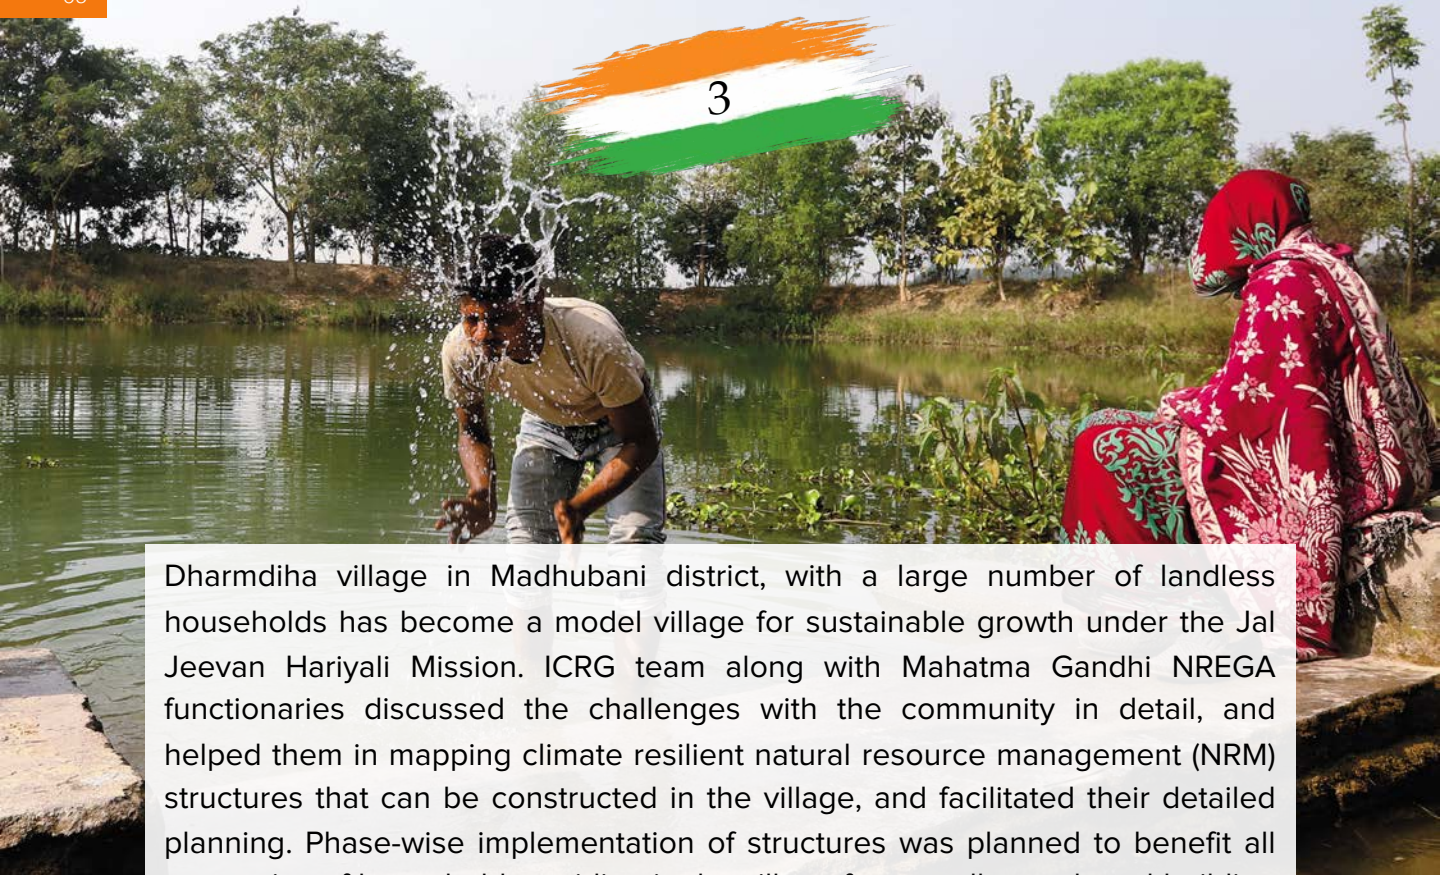 3
Dharmdiha village in Madhubani district, with a large number of landless
households has become a model village for sustainable growth under the Jal
Jeevan Hariyali Mission. ICRG team along with Mahatma Gandhi NREGA
functionaries discussed the challenges with the community in detail, and
helped them in mapping climate resilient natural resource management (NRM)
structures that can be constructed in the village, and facilitated their detailed
planning. Phase-wise implementation of structures was planned to benefit all